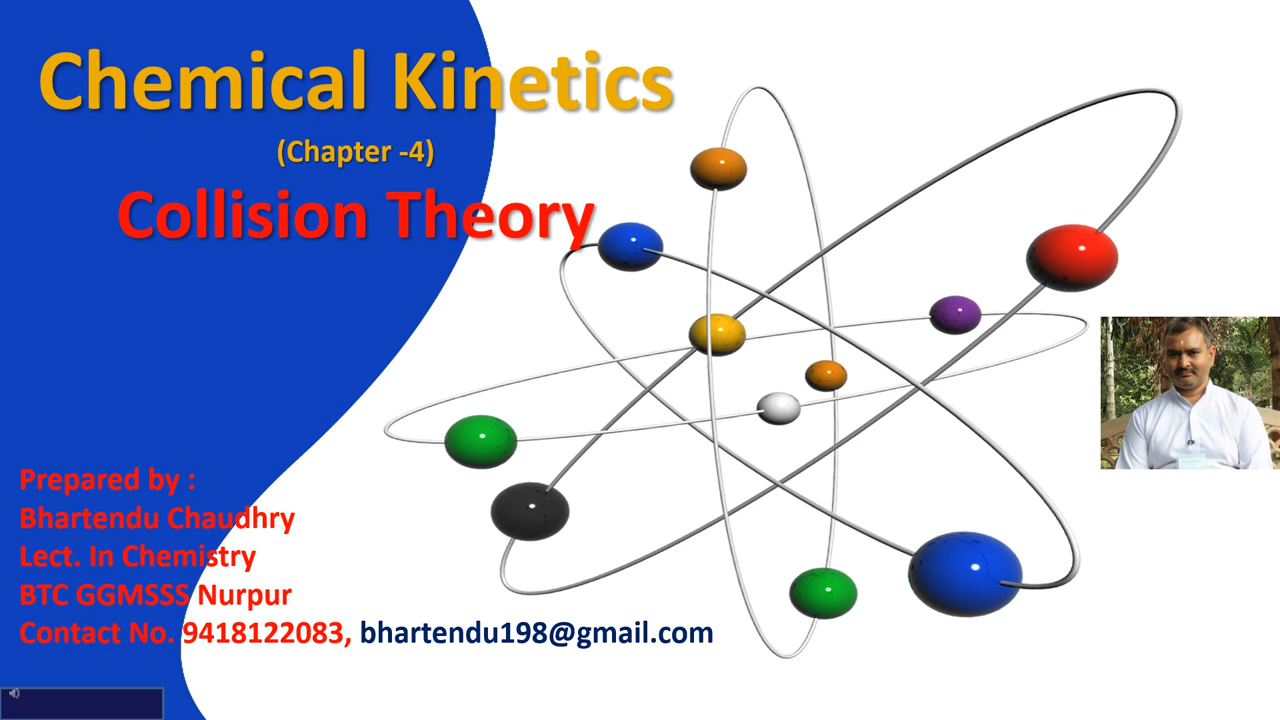 Chemical Kinetics
(Chapter -4)
Collision Theory
Prepared by :
Bhartendu Chaudhry
Lect. In Chemistry
BTC GGMSSS Nurpur
Contact No. 9418122083, bhartendu198@gmail.com